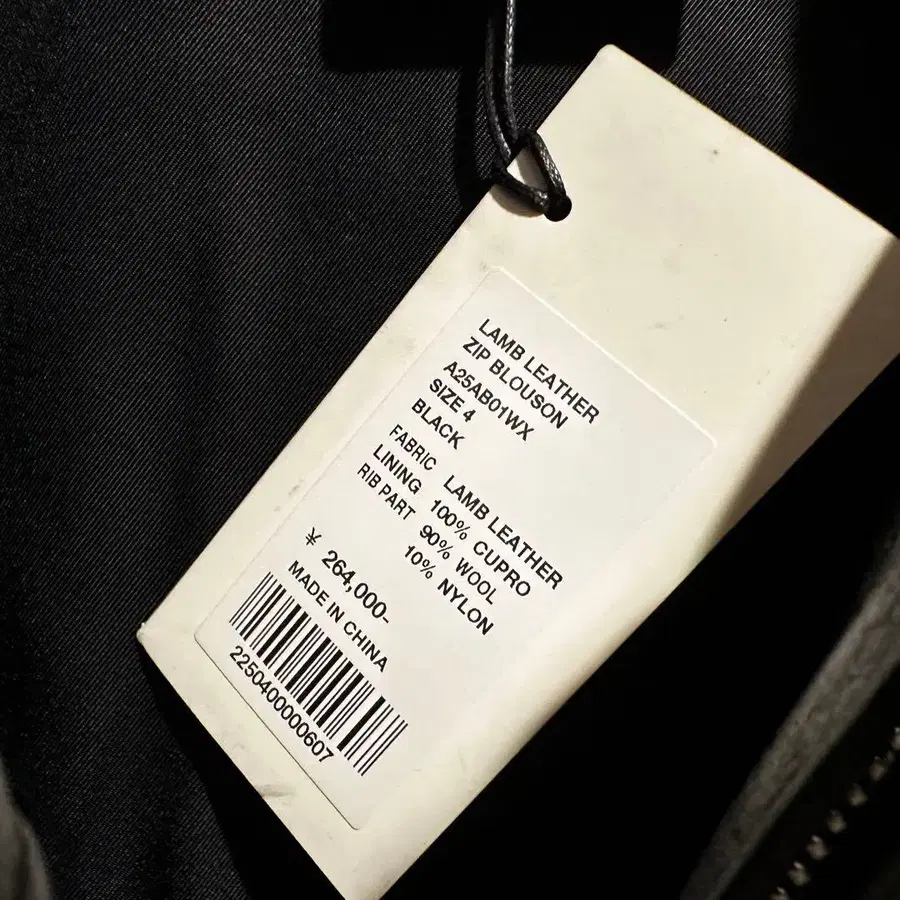 LAMB LEATHER
ZIP BLOUSON
A25AB01WX
SIZE 4
BLACK
FABRIC LAMB LEATHER
LINING 100% CUPRO
RIB PART 90% WOOL
10% NYLON
¥ 264,000-
MADE IN CHINA
2250400000607